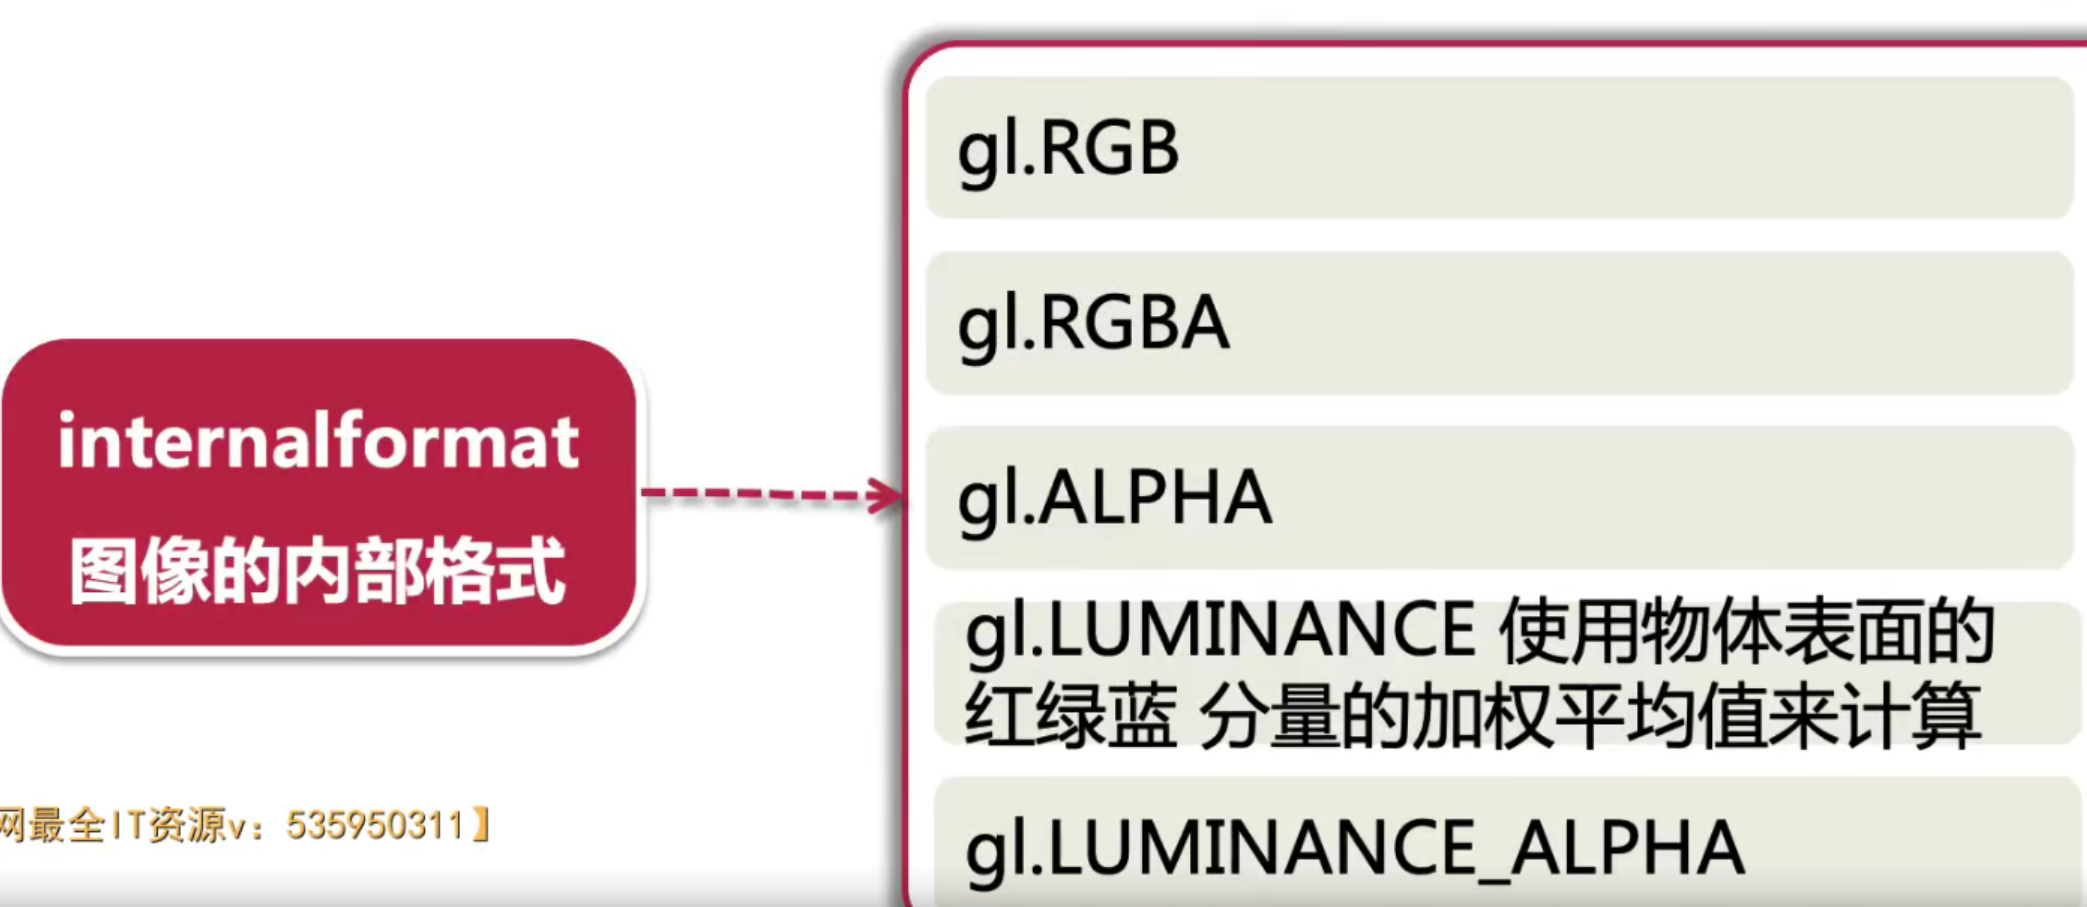 internalformat
图像的内部格式
gl.RGB
gl.RGBA
gl.ALPHA
gl.LUMINANCE 使用物体表面的
红绿蓝 分量的加权平均值来计算
gl.LUMINANCE_ALPHA
网最全IT资源v：535950311】